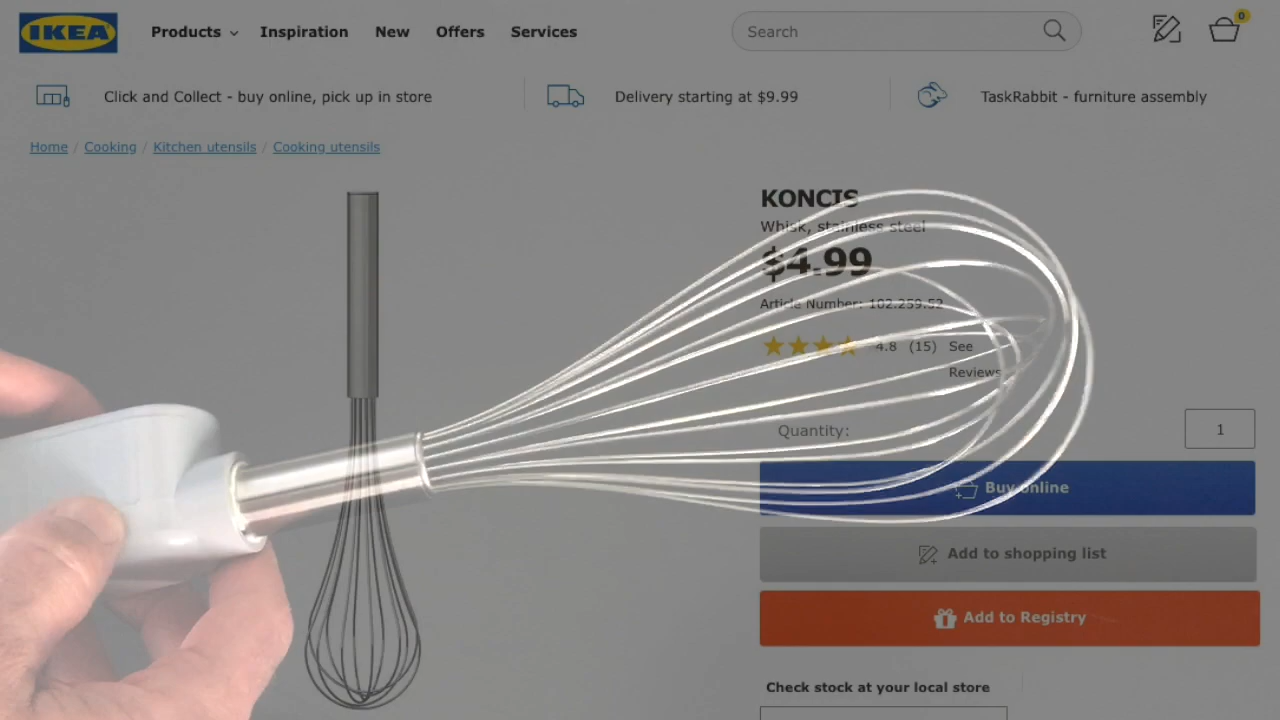 IKEA
Products Inspiration New Offers Services
Search
0
Click and Collect - buy online, pick up in store
Delivery starting at $9.99
TaskRabbit - furniture assembly
Home / Cooking / Kitchen utensils / Cooking utensils
KONCIS
Whisk, stainless steel
$4.99
Article Number: 102.259.52
4.8 (15) See
Reviews
Quantity:
1
Buy online
Add to shopping list
Add to Registry
Check stock at your local store